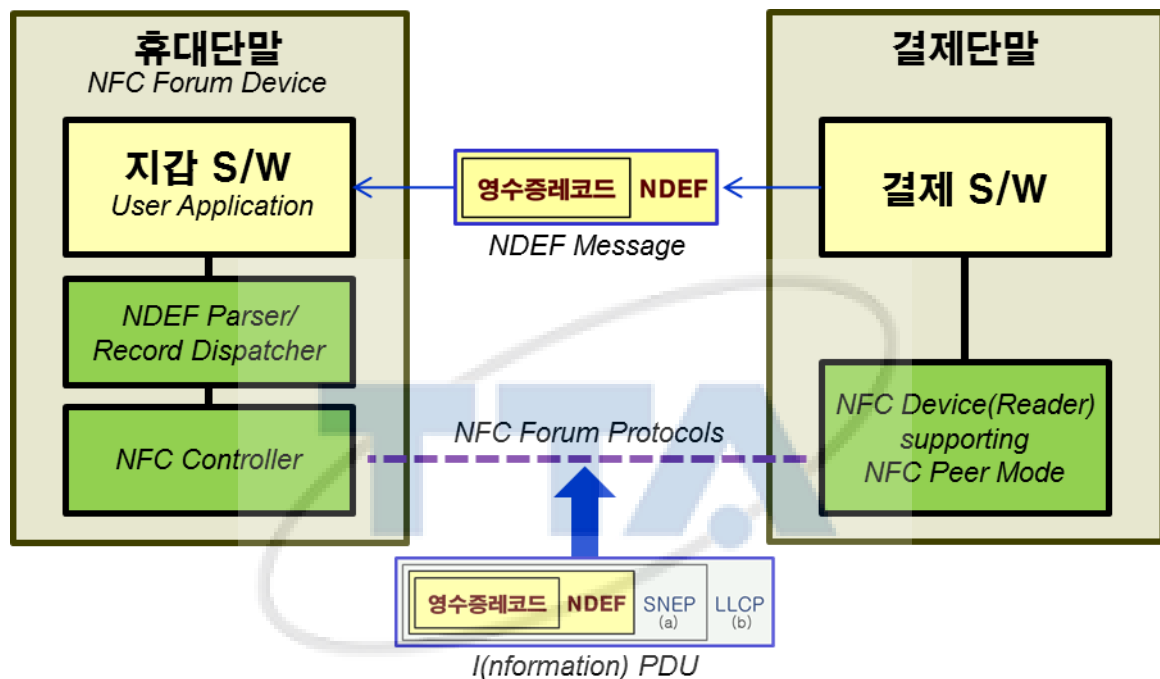 휴대단말
NFC Forum Device
지갑 S/W
User Application
NDEF Parser/
Record Dispatcher
NFC Controller
영수증레코드 NDEF
NDEF Message
NFC Forum Protocols
결제단말
결제 S/W
NFC Device(Reader)
supporting
NFC Peer Mode
TTA
영수증레코드 NDEF SNEP LLCP
(a) (b)
I(nformation) PDU